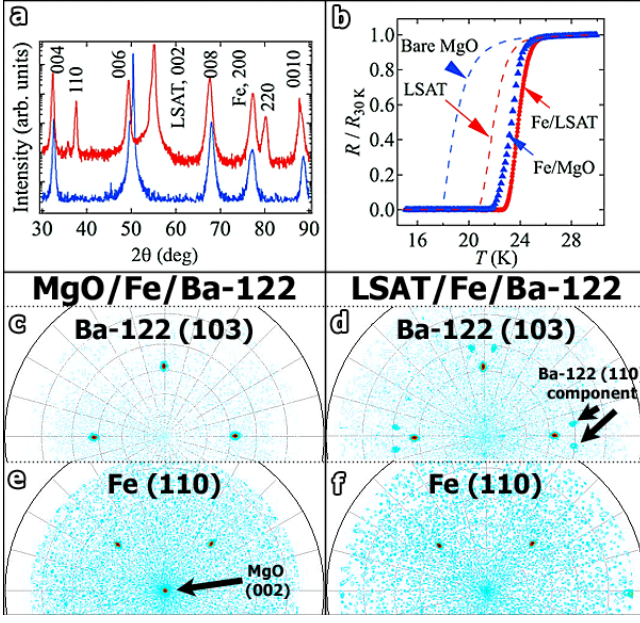 a
Intensity (arb. units)
004
110
006
LSAT, 002
008
Fe, 200
220
0010
30 40 50 60 70 80 90
2θ (deg)
b
R / R30 K
1.0
0.8
0.6
0.4
0.2
0.0
Bare MgO
LSAT
Fe/LSAT
Fe/MgO
16 20 24 28
T (K)
MgO/Fe/Ba-122
LSAT/Fe/Ba-122
c
Ba-122 (103)
d
Ba-122 (103)
Ba-122 (110
component
e
Fe (110)
MgO
(002)
f
Fe (110)